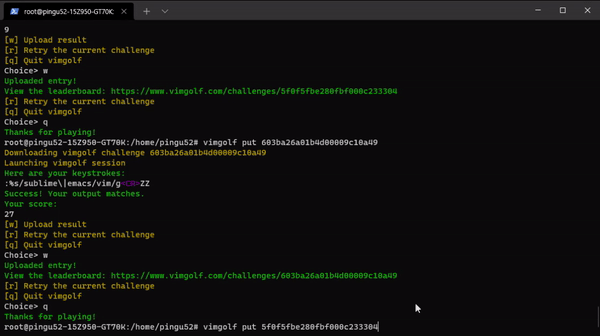 root@pingu52-15Z950-GT70K:
9
[w] Upload result
[r] Retry the current challenge
[q] Quit vimgolf
Choice> w
Uploaded entry!
View the leaderboard: https://www.vimgolf.com/challenges/5f0f5fbe280fbf000c233304
[r] Retry the current challenge
[q] Quit vimgolf
Choice> q
Thanks for playing!
root@pingu52-15Z950-GT70K:/home/pingu52# vimgolf put 603ba26a01b4d00009c10a49
Downloading vimgolf challenge 603ba26a01b4d00009c10a49
Launching vimgolf session
Here are your keystrokes:
:%s/sublime\|emacs/vim/g<CR>ZZ
Success! Your output matches.
Your score:
27
[w] Upload result
[r] Retry the current challenge
[q] Quit vimgolf
Choice> w
Uploaded entry!
View the leaderboard: https://www.vimgolf.com/challenges/603ba26a01b4d00009c10a49
[r] Retry the current challenge
[q] Quit vimgolf
Choice> q
Thanks for playing!
root@pingu52-15Z950-GT70K:/home/pingu52# vimgolf put 5f0f5fbe280fbf000c233304